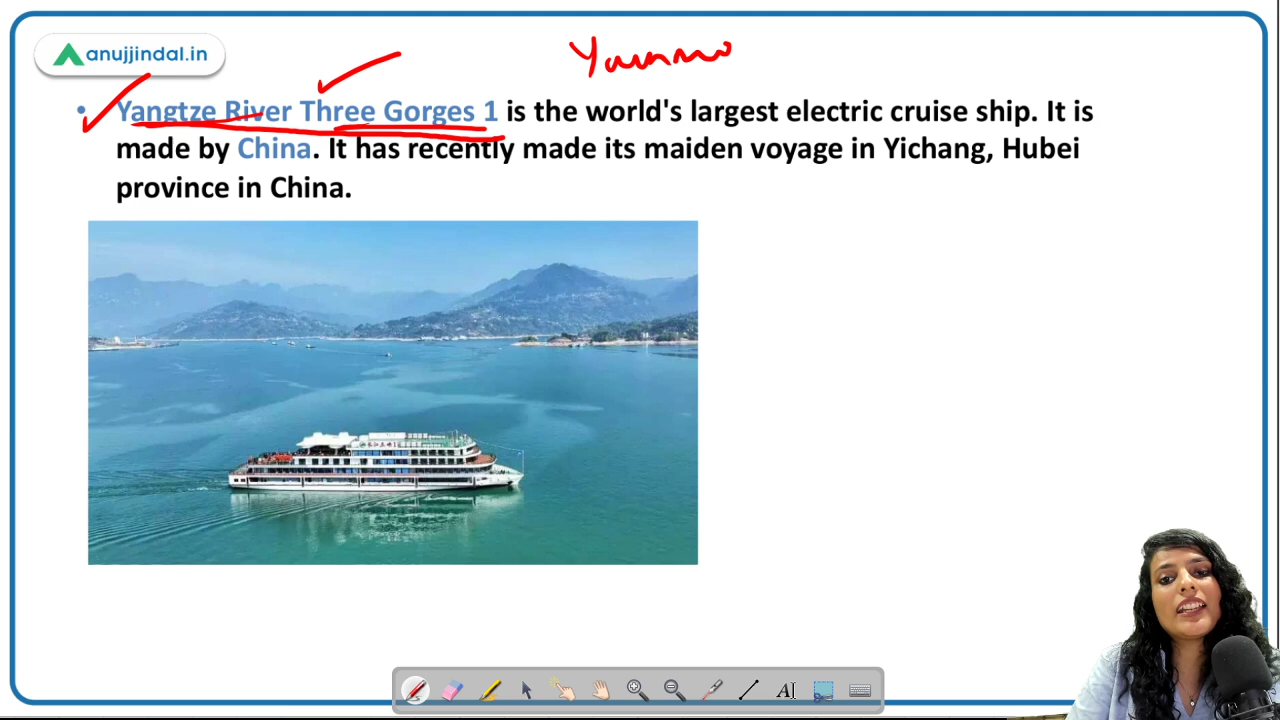 anujjindal.in
• Yangtze River Three Gorges 1 is the world's largest electric cruise ship. It is
made by China. It has recently made its maiden voyage in Yichang, Hubei
province in China.